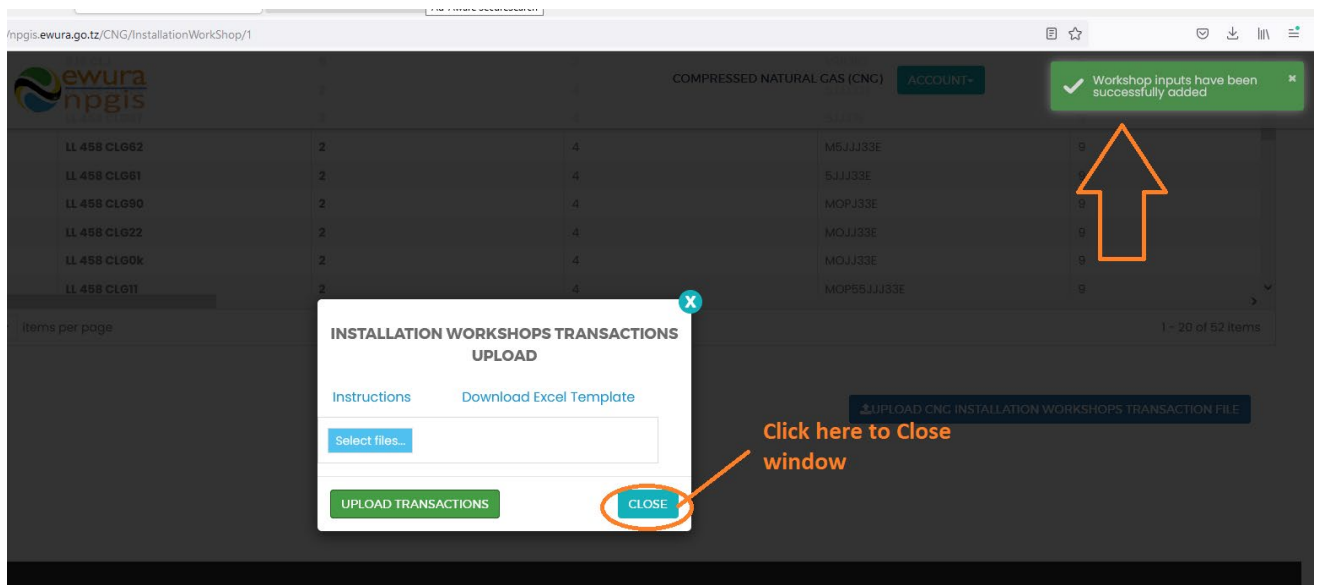 Ad-Aware SecureSearch
/npgis.ewura.go.tz/CNG/InstallationWorkShop/1
ewura
npgis
COMPRESSED NATURAL GAS (CNG)
ACCOUNT
Workshop inputs have been
successfully added
×
LL 458 CLG62 2 4 M5JJJ33E 9
LL 458 CLG61 2 4 5JJJ33E
LL 458 CLG90 2 4 MOPJ33E 9
LL 458 CLG22 2 4 MOJJ33E 9
LL 458 CLG0k 2 4 MOJJ33E 9
LL 458 CLG11 2 4 MOP55JJJ33E 9
items per page
1 - 20 of 52 items
X
INSTALLATION WORKSHOPS TRANSACTIONS
UPLOAD
Instructions Download Excel Template
Select files...
UPLOAD TRANSACTIONS
CLOSE
UPLOAD CNG INSTALLATION WORKSHOPS TRANSACTION FILE
Click here to Close
window